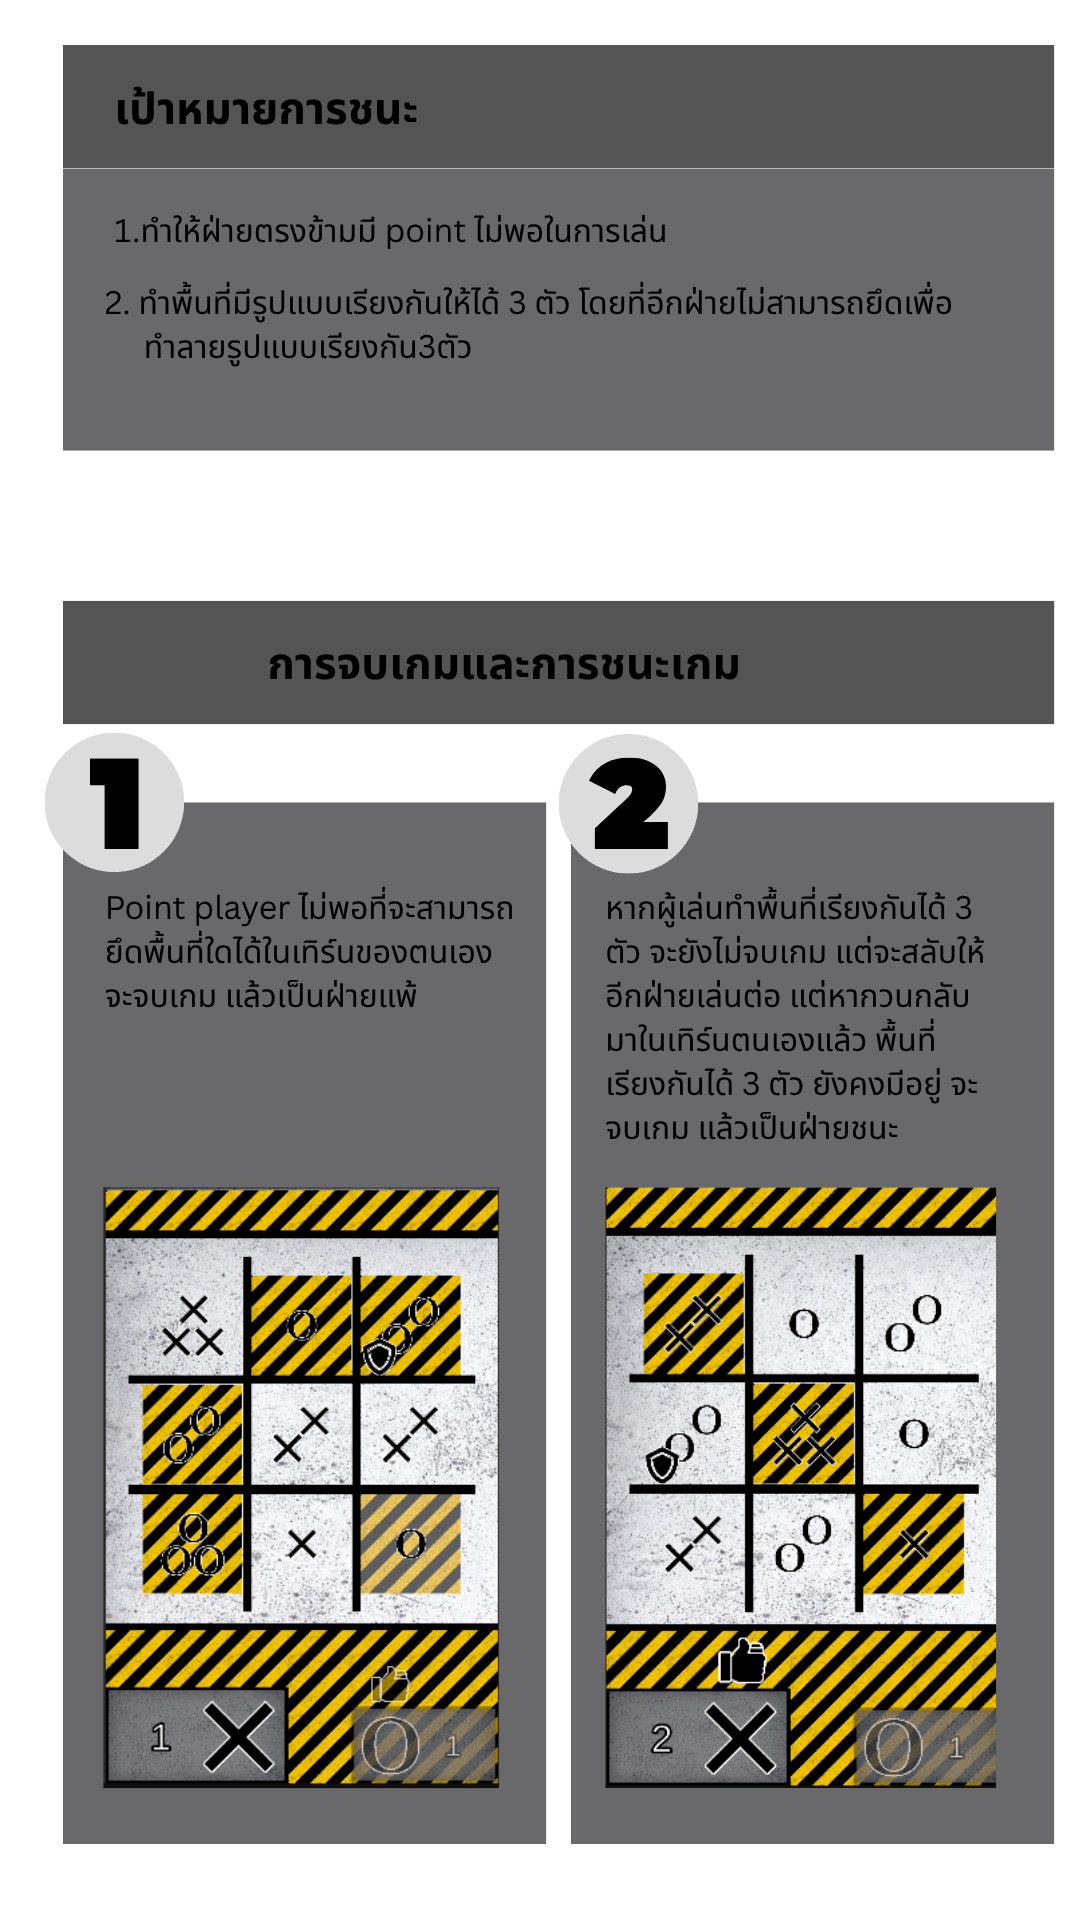 เป้าหมายการชนะ
1.ทำให้ฝ่ายตรงข้ามมี point ไม่พอในการเล่น
2. ทำพื้นที่มีรูปแบบเรียงกันให้ได้ 3 ตัว โดยที่อีกฝ่ายไม่สามารถยึดเพื่อ
ทำลายรูปแบบเรียงกัน3ตัว
การจบเกมและการชนะเกม
1
Point player ไม่พอที่จะสามารถ
ยึดพื้นที่ใดได้ในเทิร์นของตนเอง
จะจบเกม แล้วเป็นฝ่ายแพ้
2
หากผู้เล่นทำพื้นที่เรียงกันได้ 3
ตัว จะยังไม่จบเกม แต่จะสลับให้
อีกฝ่ายเล่นต่อ แต่หากวนกลับ
มาในเทิร์นตนเองแล้ว พื้นที่
เรียงกันได้ 3 ตัว ยังคงมีอยู่ จะ
จบเกม แล้วเป็นฝ่ายชนะ
X O O O
X X
O O X X X X
O O O X O
1 X O 1
X X O O O
O O X X X O
X X O O X
2 X O 1